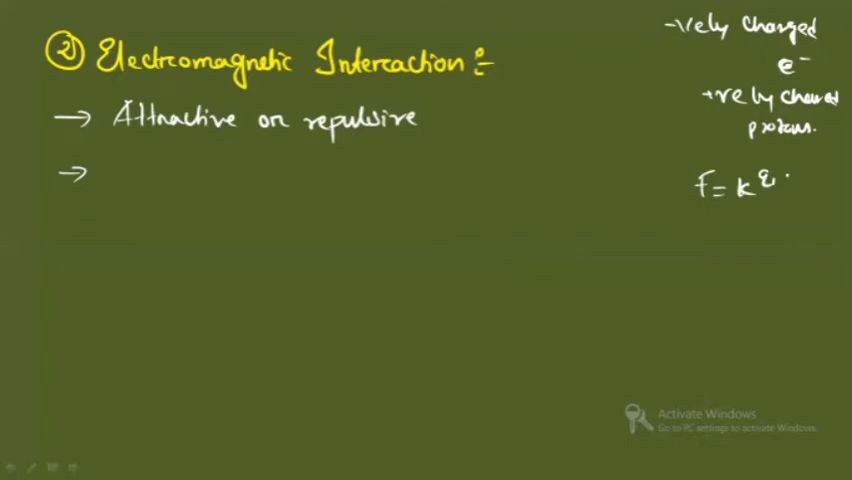 ② Electromagnetic Interaction :-
→ Attractive or repulsive
→
-vely charged
e⁻
+vely charged
protons.
F = k q₁ .
Activate Windows
Go to PC settings to activate Windows.